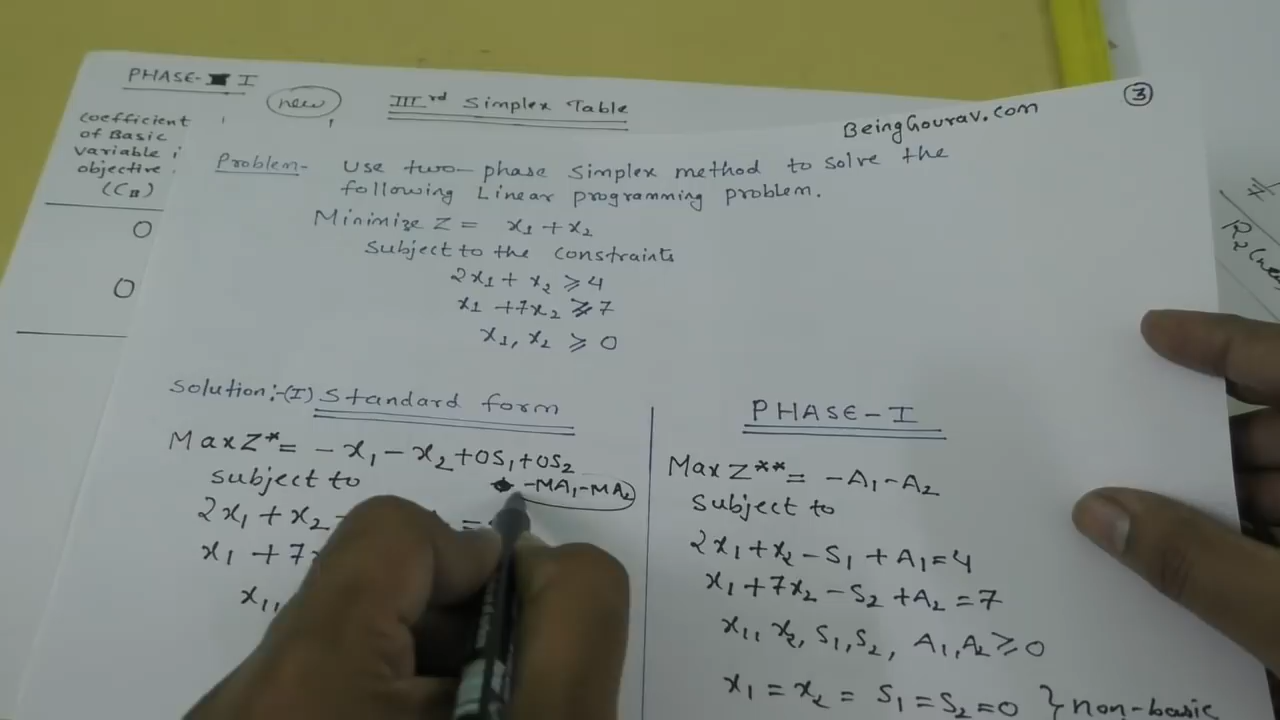 PHASE- I
new
IIIrd Simplex Table
coefficient
of Basic
variable i
objective
(CB)
0
0
BeingGourav.com
3
Problem- Use two-phase simplex method to solve the
following Linear programming problem.
Minimize Z = x₁ + x₂
Subject to the constraints
2x₁ + x₂ ≥ 4
x₁ + 7x₂ ≥ 7
x₁, x₂ ≥ 0
Solution:-(I) Standard form
Max Z* = -x₁ - x₂ + 0S₁ + 0S₂
-MA₁-MA₂
Subject to
2x₁ + x₂ =
x₁ + 7x
x₁,
PHASE-I
Max Z** = -A₁-A₂
Subject to
2x₁+x₂-S₁+A₁=4
x₁+7x₂-S₂+A₂=7
x₁, x₂, S₁, S₂, A₁, A₂ ≥ 0
x₁ = x₂ = S₁ = S₂ = 0 } non-basic
R₂(new